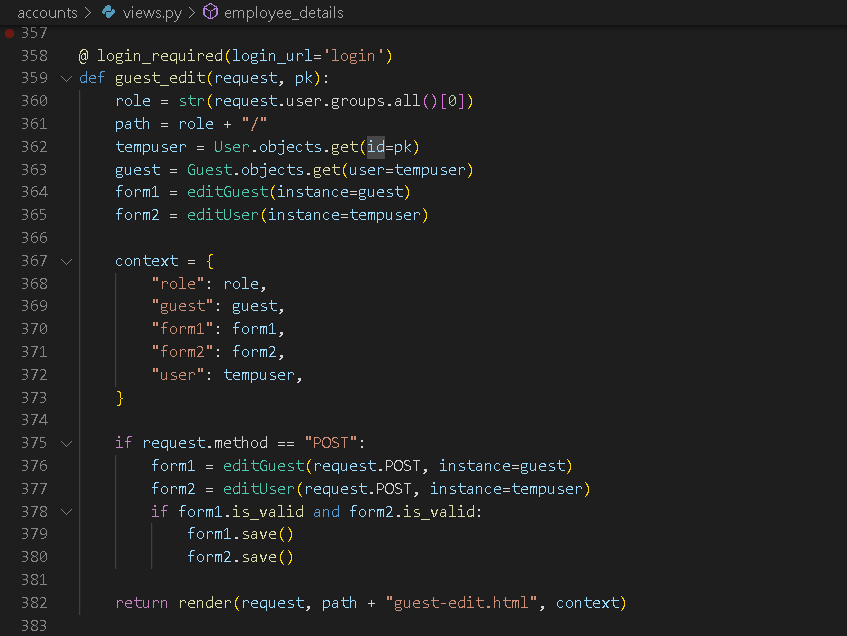 accounts > views.py > employee_details
357
358 @ login_required(login_url='login')
359 def guest_edit(request, pk):
360     role = str(request.user.groups.all()[0])
361     path = role + "/"
362     tempuser = User.objects.get(id=pk)
363     guest = Guest.objects.get(user=tempuser)
364     form1 = editGuest(instance=guest)
365     form2 = editUser(instance=tempuser)
366
367     context = {
368         "role": role,
369         "guest": guest,
370         "form1": form1,
371         "form2": form2,
372         "user": tempuser,
373     }
374
375     if request.method == "POST":
376         form1 = editGuest(request.POST, instance=guest)
377         form2 = editUser(request.POST, instance=tempuser)
378         if form1.is_valid and form2.is_valid:
379             form1.save()
380             form2.save()
381
382     return render(request, path + "guest-edit.html", context)
383